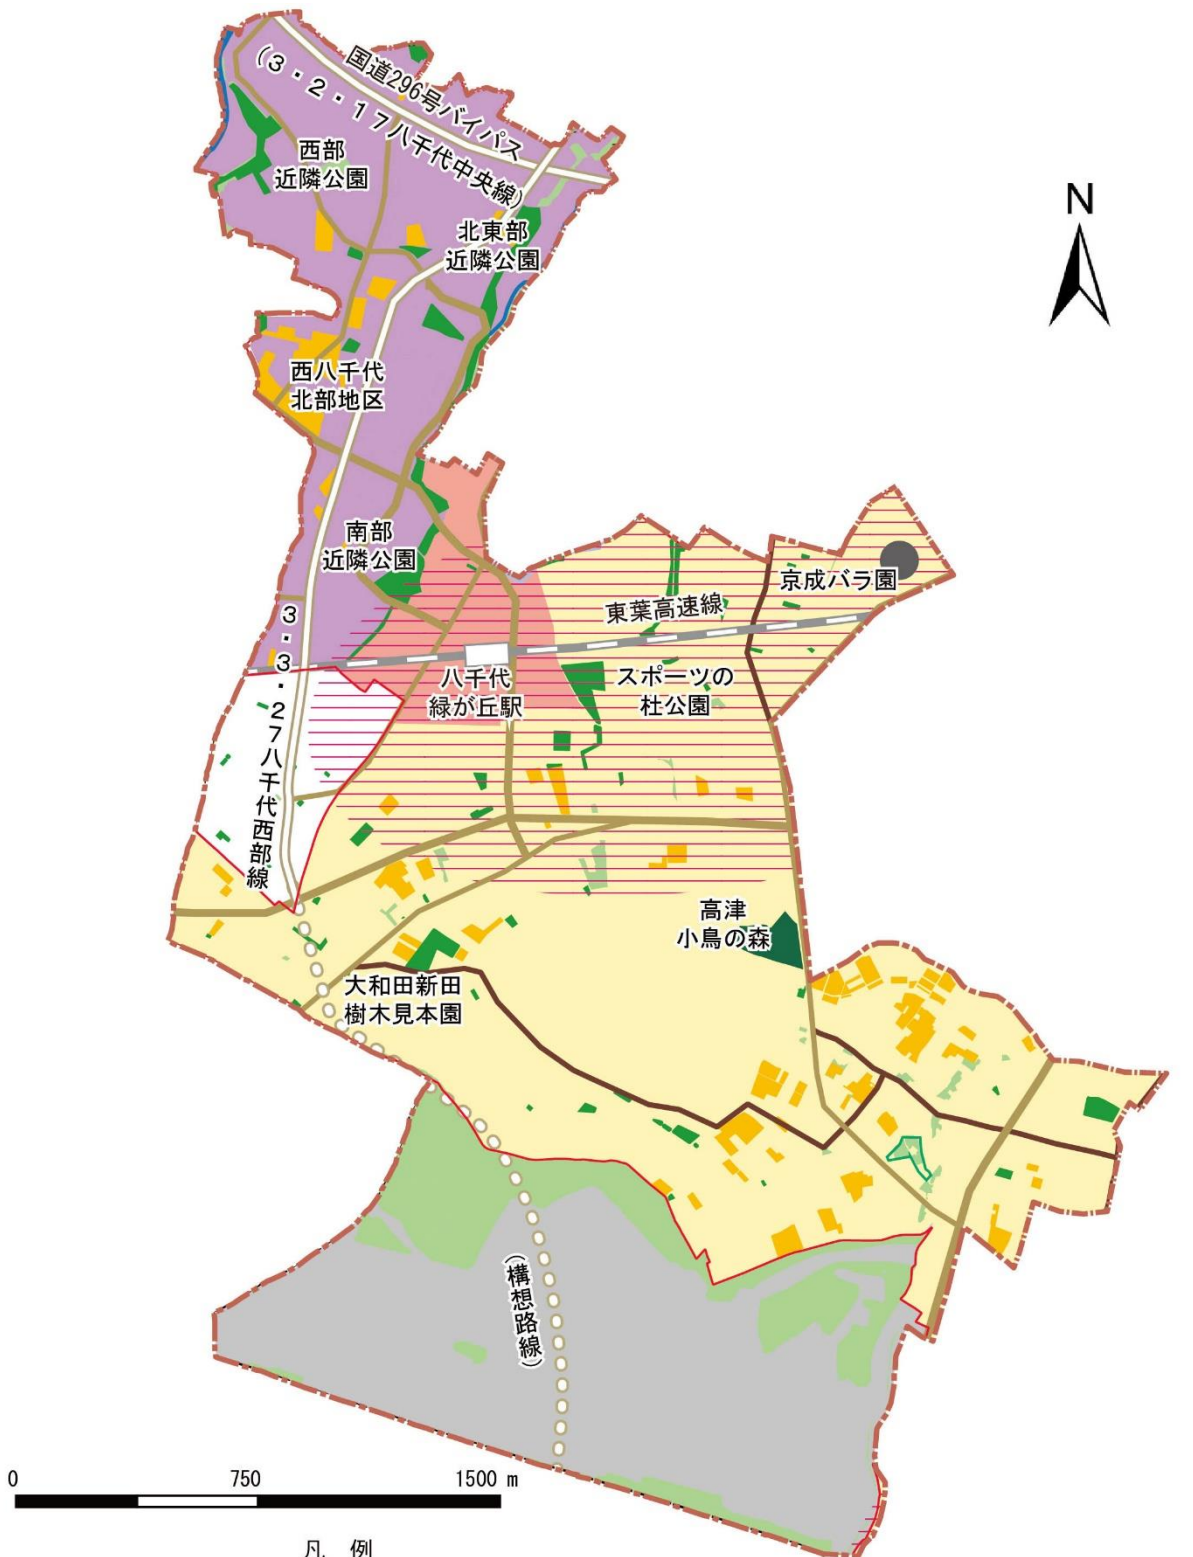 国道296号バイパス
(３・２・１７八千代中央線)
N
西部
近隣公園
北東部
近隣公園
西八千代
北部地区
南部
近隣公園
京成バラ園
東葉高速線
八千代
緑が丘駅
スポーツの
杜公園
３・３・２７八千代西部線
高津
小鳥の森
大和田新田
樹木見本園
(構想路線)
0 750 1500 m
凡 例